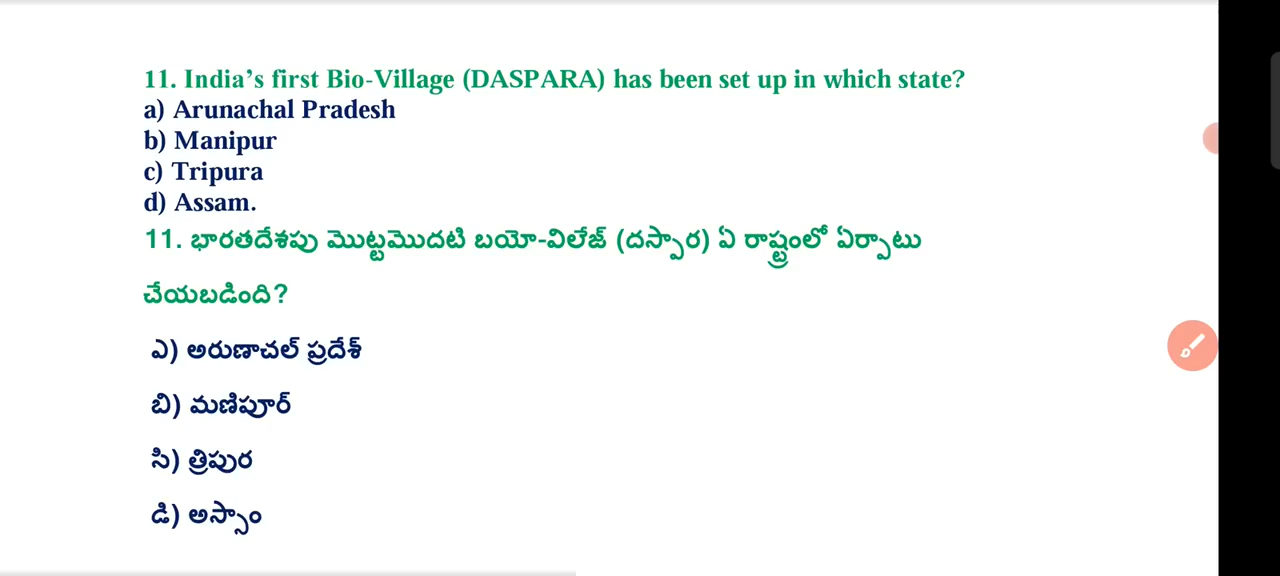 11. India’s first Bio-Village (DASPARA) has been set up in which state?
a) Arunachal Pradesh
b) Manipur
c) Tripura
d) Assam.
11. భారతదేశపు మొట్టమొదటి బయో-విలేజ్ (దస్పార) ఏ రాష్ట్రంలో ఏర్పాటు
చేయబడింది?
ఎ) అరుణాచల్ ప్రదేశ్
బి) మణిపూర్
సి) త్రిపుర
డి) అస్సాం